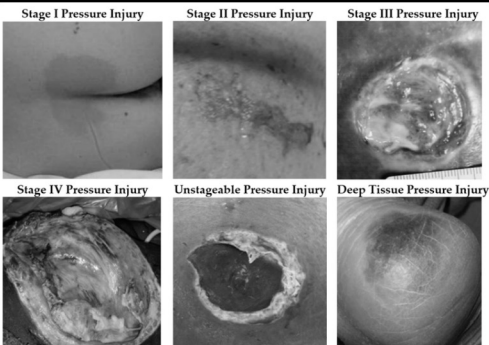 Stage I Pressure Injury
Stage II Pressure Injury
Stage III Pressure Injury
Stage IV Pressure Injury
Unstageable Pressure Injury
Deep Tissue Pressure Injury